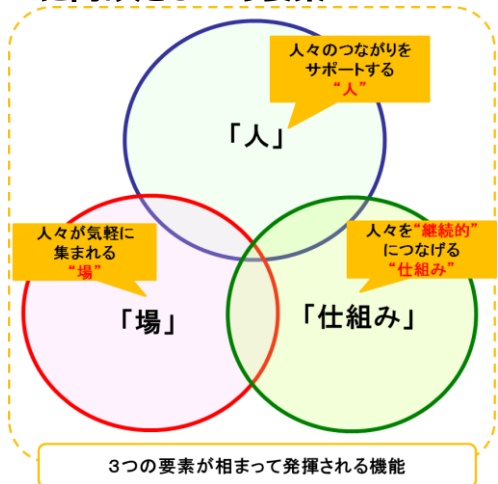 人々のつながりを
サポートする
“人”
「人」
人々が気軽に
集まれる
“場”
人々を“継続的”
につなげる
“仕組み”
「場」
「仕組み」
3つの要素が相まって発揮される機能